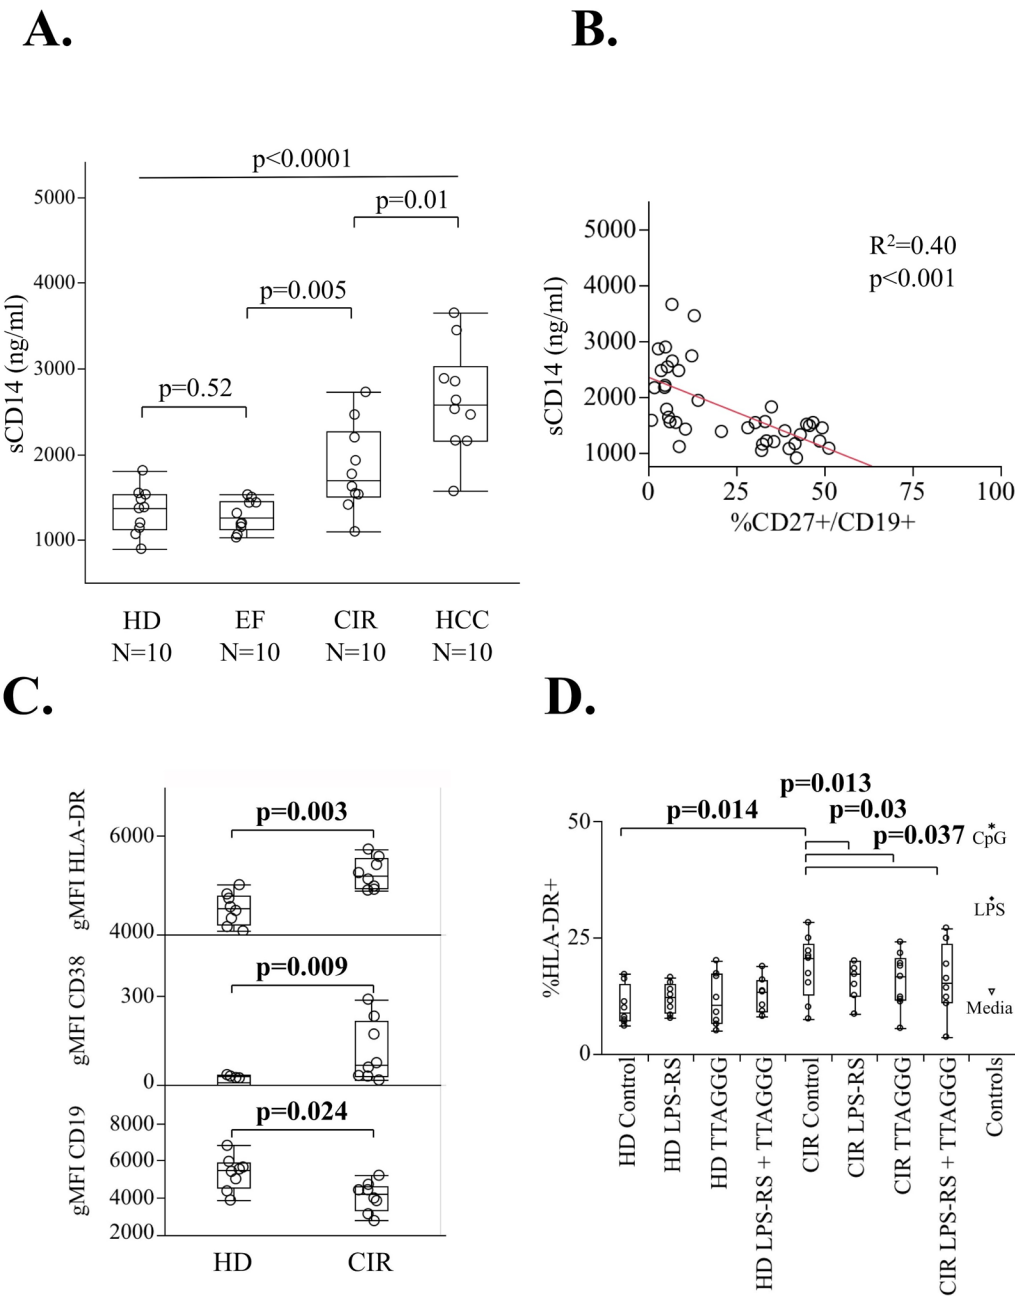 A.
p<0.0001
p=0.01
p=0.005
p=0.52
5000
4000
3000
2000
1000
sCD14 (ng/ml)
HD EF CIR HCC
N=10 N=10 N=10 N=10
B.
R²=0.40
p<0.001
5000
4000
3000
2000
1000
sCD14 (ng/ml)
0 25 50 75 100
%CD27+/CD19+
C.
p=0.003
6000
4000
gMFI HLA-DR
p=0.009
300
0
gMFI CD38
p=0.024
8000
6000
4000
2000
gMFI CD19
HD CIR
D.
p=0.013
p=0.014 p=0.03
p=0.037
50
25
0
%HLA-DR+
*
CpG
LPS
Media
HD Control
HD LPS-RS
HD TTAGGG
HD LPS-RS + TTAGGG
CIR Control
CIR LPS-RS
CIR TTAGGG
CIR LPS-RS + TTAGGG
Controls